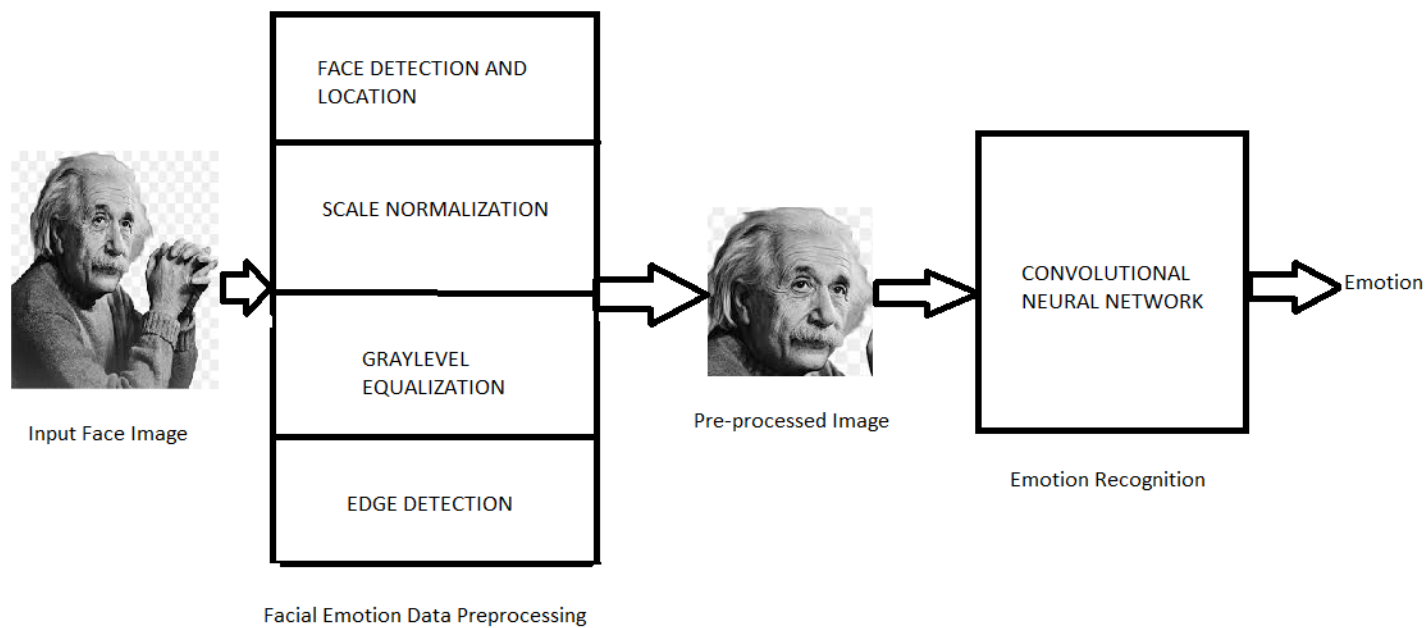 Input Face Image
FACE DETECTION AND
LOCATION
SCALE NORMALIZATION
GRAYLEVEL
EQUALIZATION
EDGE DETECTION
Facial Emotion Data Preprocessing
Pre-processed Image
CONVOLUTIONAL
NEURAL NETWORK
Emotion Recognition
Emotion